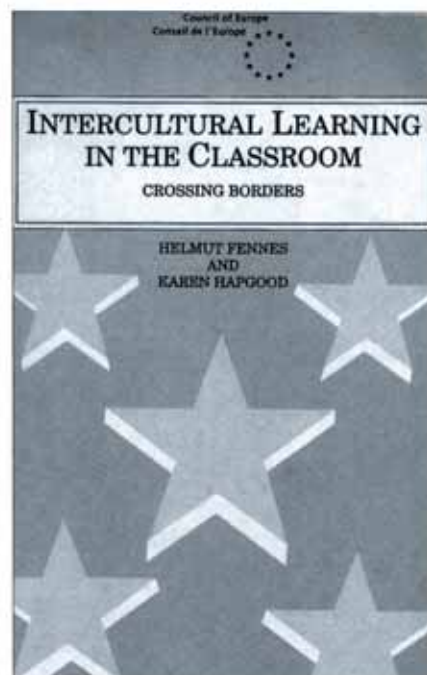 Council of Europe
Conseil de l'Europe
INTERCULTURAL LEARNING
IN THE CLASSROOM
CROSSING BORDERS
HELMUT FENNES
AND
KAREN HAPGOOD